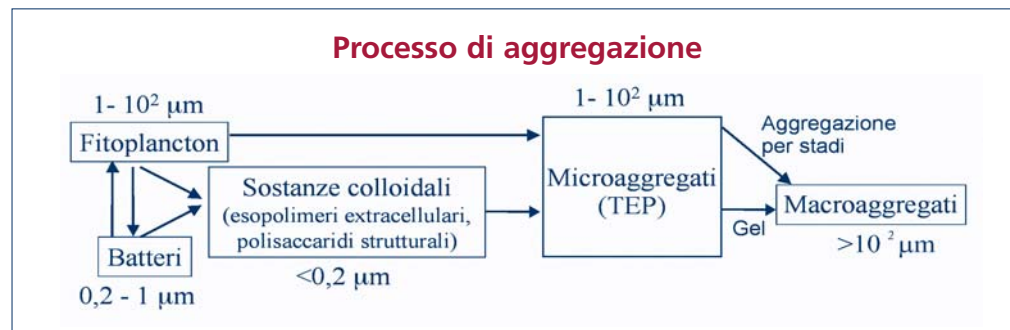 Processo di aggregazione
1- 10² µm
Fitoplancton
Batteri
0,2 - 1 µm
Sostanze colloidali
(esopolimeri extracellulari,
polisaccaridi strutturali)
<0,2 µm
1- 10² µm
Microaggregati
(TEP)
Aggregazione
per stadi
Gel
Macroaggregati
>10 ² µm